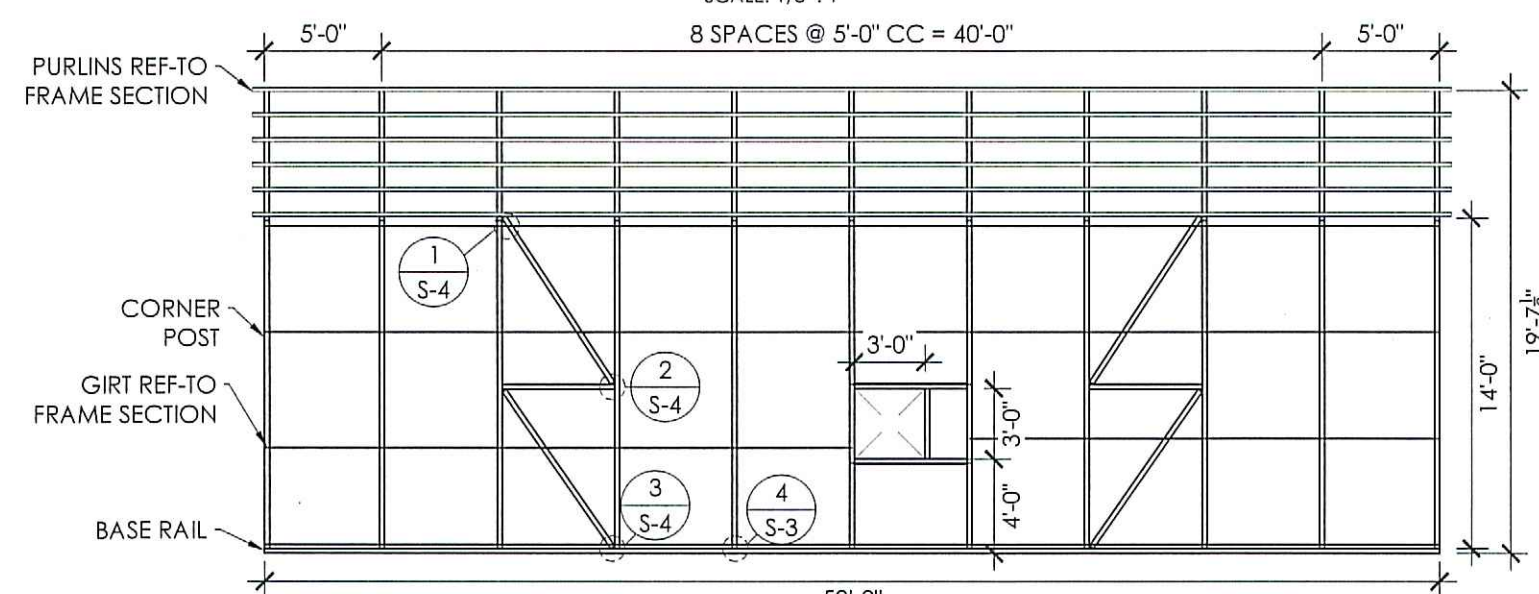 5'-0"
8 SPACES @ 5'-0" CC = 40'-0"
5'-0"
PURLINS REF-TO
FRAME SECTION
1
S-4
CORNER
POST
3'-0"
2
S-4
GIRT REF-TO
FRAME SECTION
3'-0"
14'-0"
3
S-4
4
S-3
4'-0"
BASE RAIL